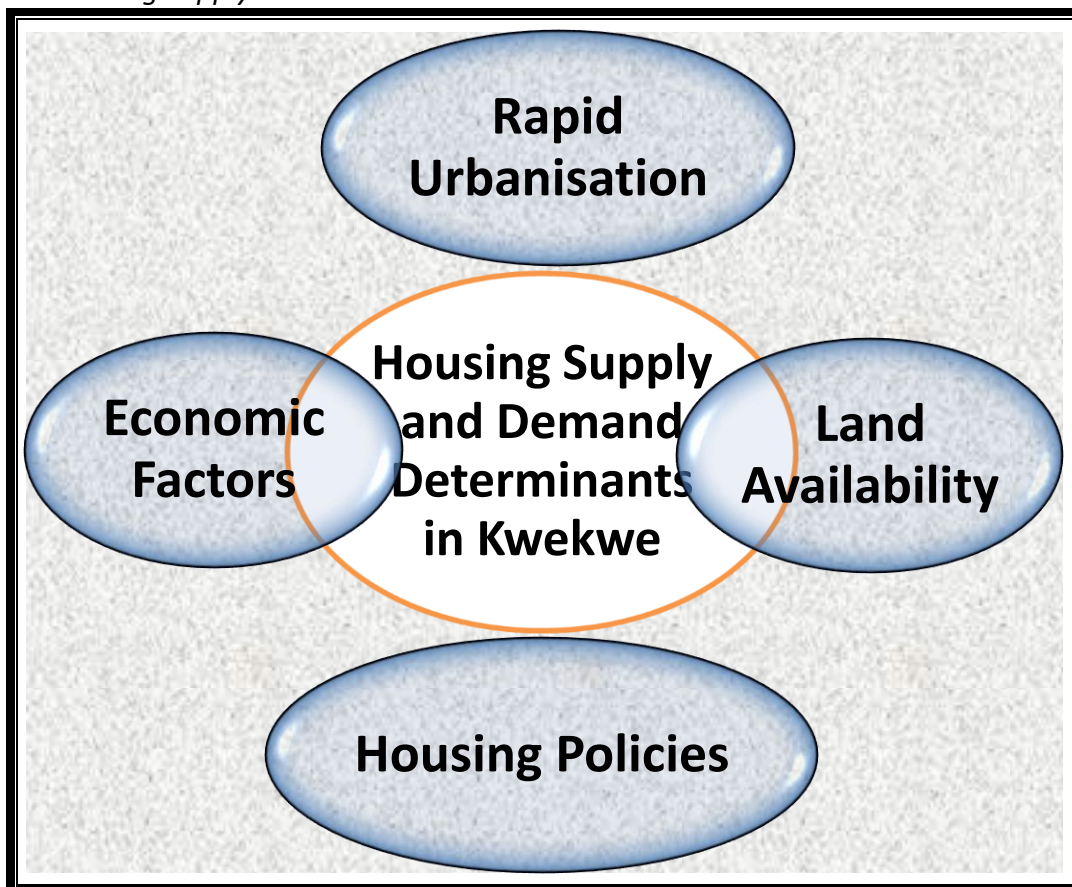 Rapid
Urbanisation
Housing Supply
and Demand
Determinants
in Kwekwe
Economic
Factors
Land
Availability
Housing Policies